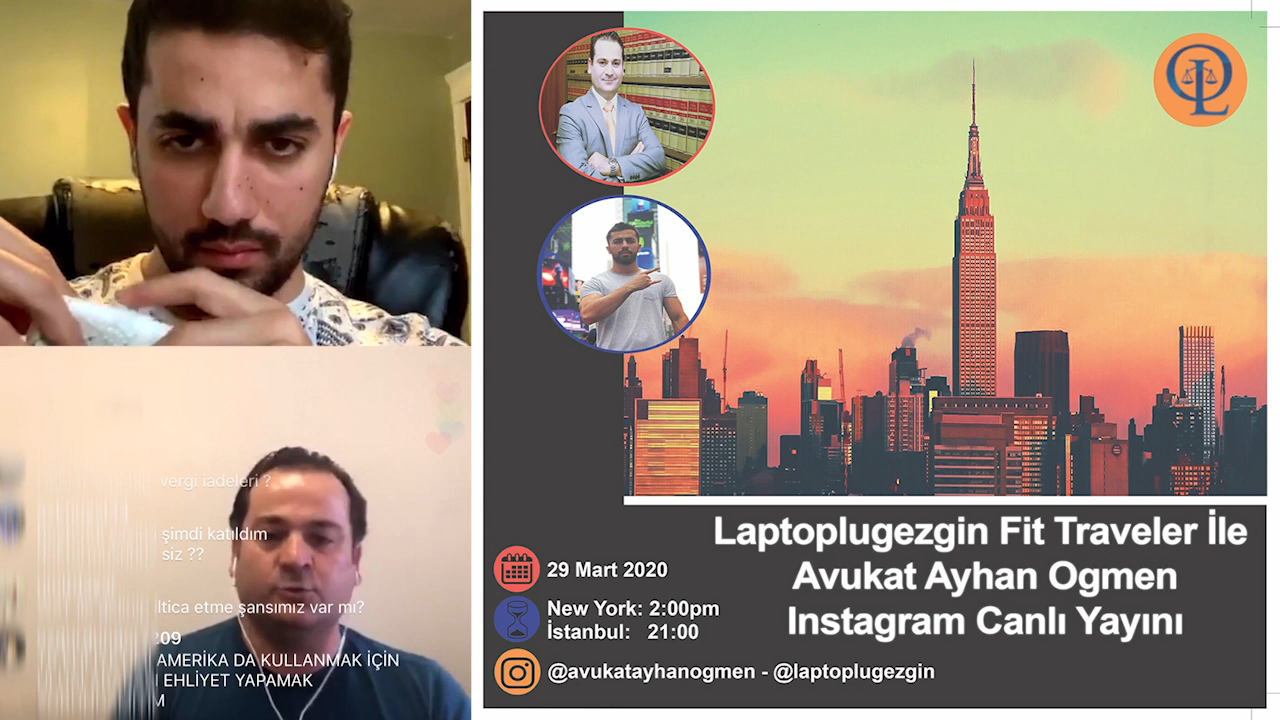 vergi iadeleri ?
şimdi katıldım
siz ??
ltica etme şansımız var mı?
209
AMERİKA DA KULLANMAK İÇİN
EHLİYET YAPAMAK
M
OL
Laptoplugezgin Fit Traveler İle
Avukat Ayhan Ogmen
Instagram Canlı Yayını
29 Mart 2020
New York: 2:00pm
İstanbul: 21:00
@avukatayhanogmen - @laptoplugezgin